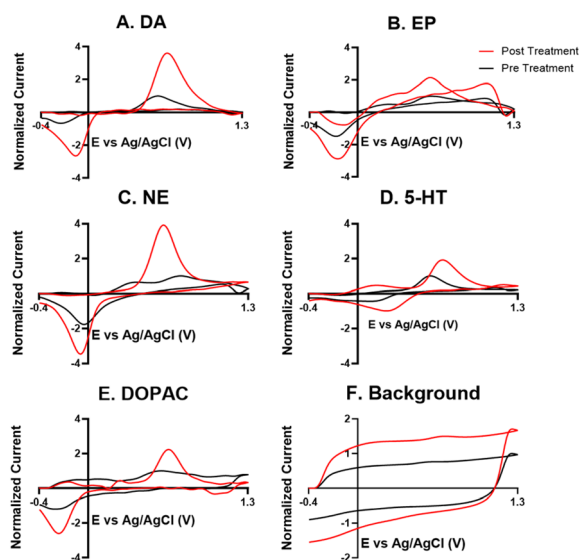 A. DA
B. EP
Post Treatment
Pre Treatment
Normalized Current
4
2
-2
-4
-0.4
1.3
E vs Ag/AgCl (V)
Normalized Current
4
2
-2
-4
-0.4
1.3
E vs Ag/AgCl (V)
C. NE
D. 5-HT
Normalized Current
4
2
-2
-4
-0.4
1.3
E vs Ag/AgCl (V)
Normalized Current
4
2
-2
-4
-0.4
1.3
E vs Ag/AgCl (V)
E. DOPAC
F. Background
Normalized Current
4
2
-2
-4
-0.4
1.3
E vs Ag/AgCl (V)
Normalized Current
2
1
-1
-2
-0.4
1.3
E vs Ag/AgCl (V)